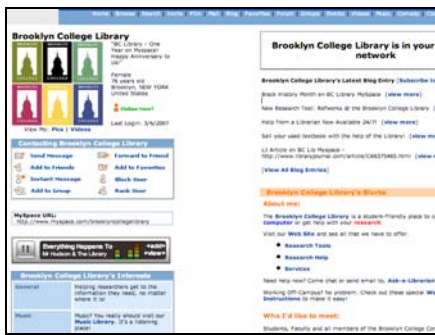 Home | Browse | Search | Invite | Film | Mail | Blog | Favorites | Forum | Groups | Events | Videos | Music | Comedy
Brooklyn College Library
"BC Library - One
Year on Myspace!
Happy Anniversary to
Us!"
Female
76 years old
Brooklyn, NEW YORK
United States
Online Now!
Last Login: 3/6/2007
View My: Pics | Videos
Contacting Brooklyn College Library
Send Message
Forward to Friend
Add to Friends
Add to Favorites
Instant Message
Block User
Add to Group
Rank User
MySpace URL:
http://www.myspace.com/brooklyncollegelibrary
Everything Happens To
Mr Hudson & The Library
+add+
+view+
Brooklyn College Library's Interests
General
Helping researchers get to the
information they need, no matter
where it is!
Music
Music? You really should visit our
Music Library. It's a listening
place!
Brooklyn College Library is in your
network
Brooklyn College Library's Latest Blog Entry [Subscribe to
Black History Month on BC Library MySpace [view more]
New Research Tool: Refworks at the Brooklyn College Library
Help from a Librarian Now Available 24/7! [view more]
Sell your used textbook with the help of the Library! [view mo
LJ Article on BC Lib Myspace -
http://www.libraryjournal.com/article/CA6375465.html [view
[View All Blog Entries]
Brooklyn College Library's Blurbs
About me:
The Brooklyn College Library is a student-friendly place to
computer or get help with your research.
Visit our Web Site and see all that we have to offer.
Research Tools
Research Help
Services
Need help now? Come chat or send email to, Ask-a-Librarian
Working Off-Campus? No problem. Check out these special
Instructions to make it easy!
Who I'd like to meet:
Students, Faculty and all members of the Brooklyn College